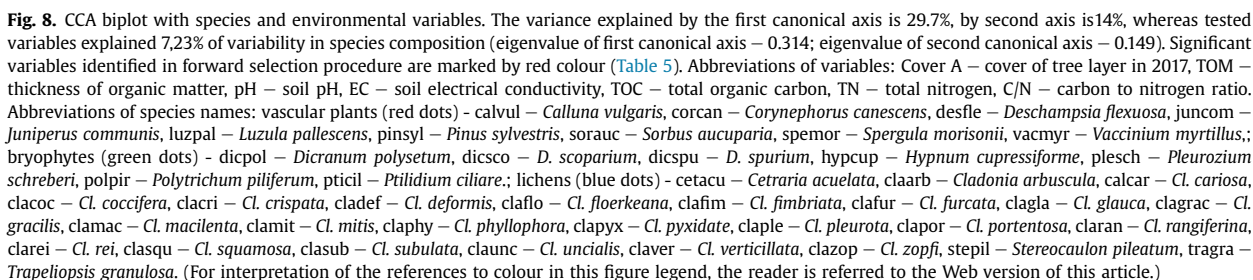 Fig. 8. CCA biplot with species and environmental variables. The variance explained by the first canonical axis is 29.7%, by second axis is14%, whereas tested
variables explained 7,23% of variability in species composition (eigenvalue of first canonical axis – 0.314; eigenvalue of second canonical axis – 0.149). Significant
variables identified in forward selection procedure are marked by red colour (Table 5). Abbreviations of variables: Cover A – cover of tree layer in 2017, TOM –
thickness of organic matter, pH – soil pH, EC – soil electrical conductivity, TOC – total organic carbon, TN – total nitrogen, C/N – carbon to nitrogen ratio.
Abbreviations of species names: vascular plants (red dots) - calvul – Calluna vulgaris, corcan – Corynephorus canescens, desfle – Deschampsia flexuosa, juncom –
Juniperus communis, luzpal – Luzula pallescens, pinsyl – Pinus sylvestris, sorauc – Sorbus aucuparia, spemor – Spergula morisonii, vacmyr – Vaccinium myrtillus,;
bryophytes (green dots) - dicpol – Dicranum polysetum, dicsco – D. scoparium, dicspu – D. spurium, hypcup – Hypnum cupressiforme, plesch – Pleurozium
schreberi, polpir – Polytrichum piliferum, pticil – Ptilidium ciliare.; lichens (blue dots) - cetacu – Cetraria acuelata, claarb – Cladonia arbuscula, calcar – Cl. cariosa,
clacoc – Cl. coccifera, clacri – Cl. crispata, cladef – Cl. deformis, claflo – Cl. floerkeana, clafim – Cl. fimbriata, clafur – Cl. furcata, clagla – Cl. glauca, clagrac – Cl.
gracilis, clamac – Cl. macilenta, clamit – Cl. mitis, claphy – Cl. phyllophora, clapyx – Cl. pyxidate, claple – Cl. pleurota, clapor – Cl. portentosa, claran – Cl. rangiferina,
clarei – Cl. rei, clasqu – Cl. squamosa, clasub – Cl. subulata, claunc – Cl. uncialis, claver – Cl. verticillata, clazop – Cl. zopfi, stepil – Stereocaulon pileatum, tragra –
Trapeliopsis granulosa. (For interpretation of the references to colour in this figure legend, the reader is referred to the Web version of this article.)